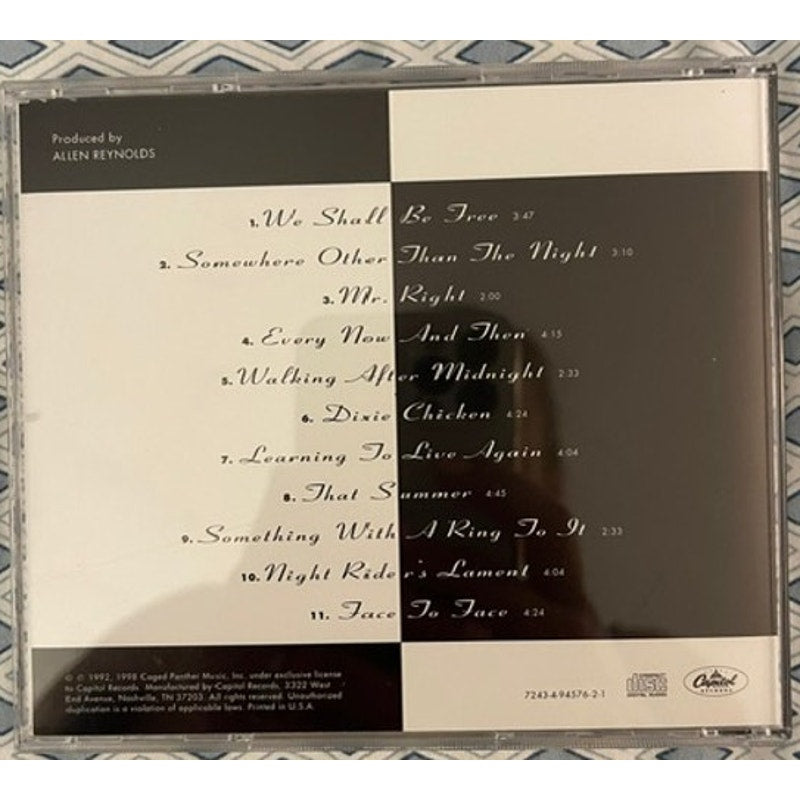 Produced by
ALLEN REYNOLDS
1. We Shall Be Free 3:47
2. Somewhere Other Than The Night 3:10
3. Mr. Right 2:00
4. Every Now And Then 4:15
5. Walking After Midnight 2:33
6. Dixie Chicken 4:24
7. Learning To Live Again 4:04
8. That Summer 4:45
9. Something With A Ring To It 2:33
10. Night Rider's Lament 4:04
11. Face To Face 4:24
℗ © 1992, 1998 Caged Panther Music, Inc. under exclusive license
to Capitol Records. Manufactured by Capitol Records, 3322 West
End Avenue, Nashville, TN 37203. All rights reserved. Unauthorized
duplication is a violation of applicable laws. Printed in U.S.A.
7243-4-94576-2-1
COMPACT disc DIGITAL AUDIO
Capitol RECORDS